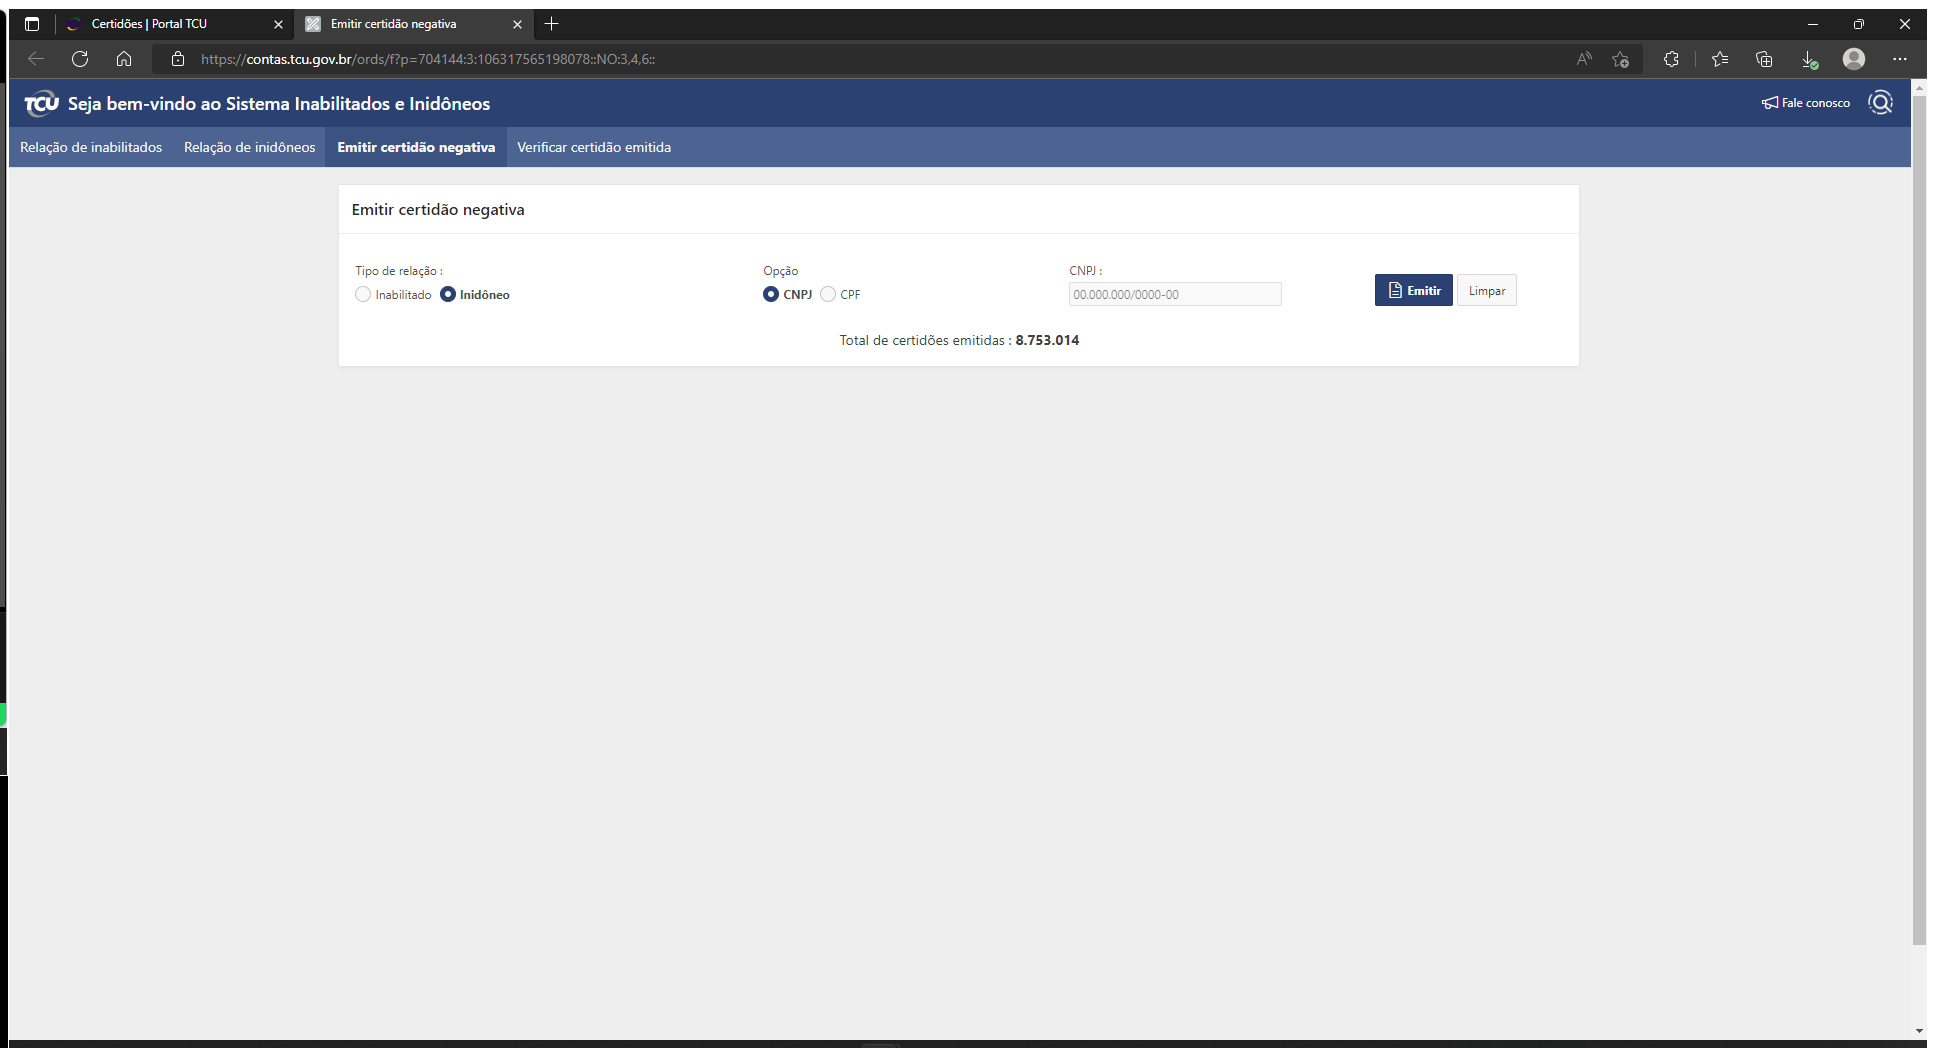 Certidões | Portal TCU
Emitir certidão negativa
https://contas.tcu.gov.br/ords/f?p=704144:3:106317565198078::NO:3,4,6::
TCU Seja bem-vindo ao Sistema Inabilitados e Inidôneos
Fale conosco
Relação de inabilitados Relação de inidôneos Emitir certidão negativa Verificar certidão emitida
Emitir certidão negativa
Tipo de relação : Opção CNPJ :
Inabilitado Inidôneo CNPJ CPF 00.000.000/0000-00 Emitir Limpar
Total de certidões emitidas : 8.753.014